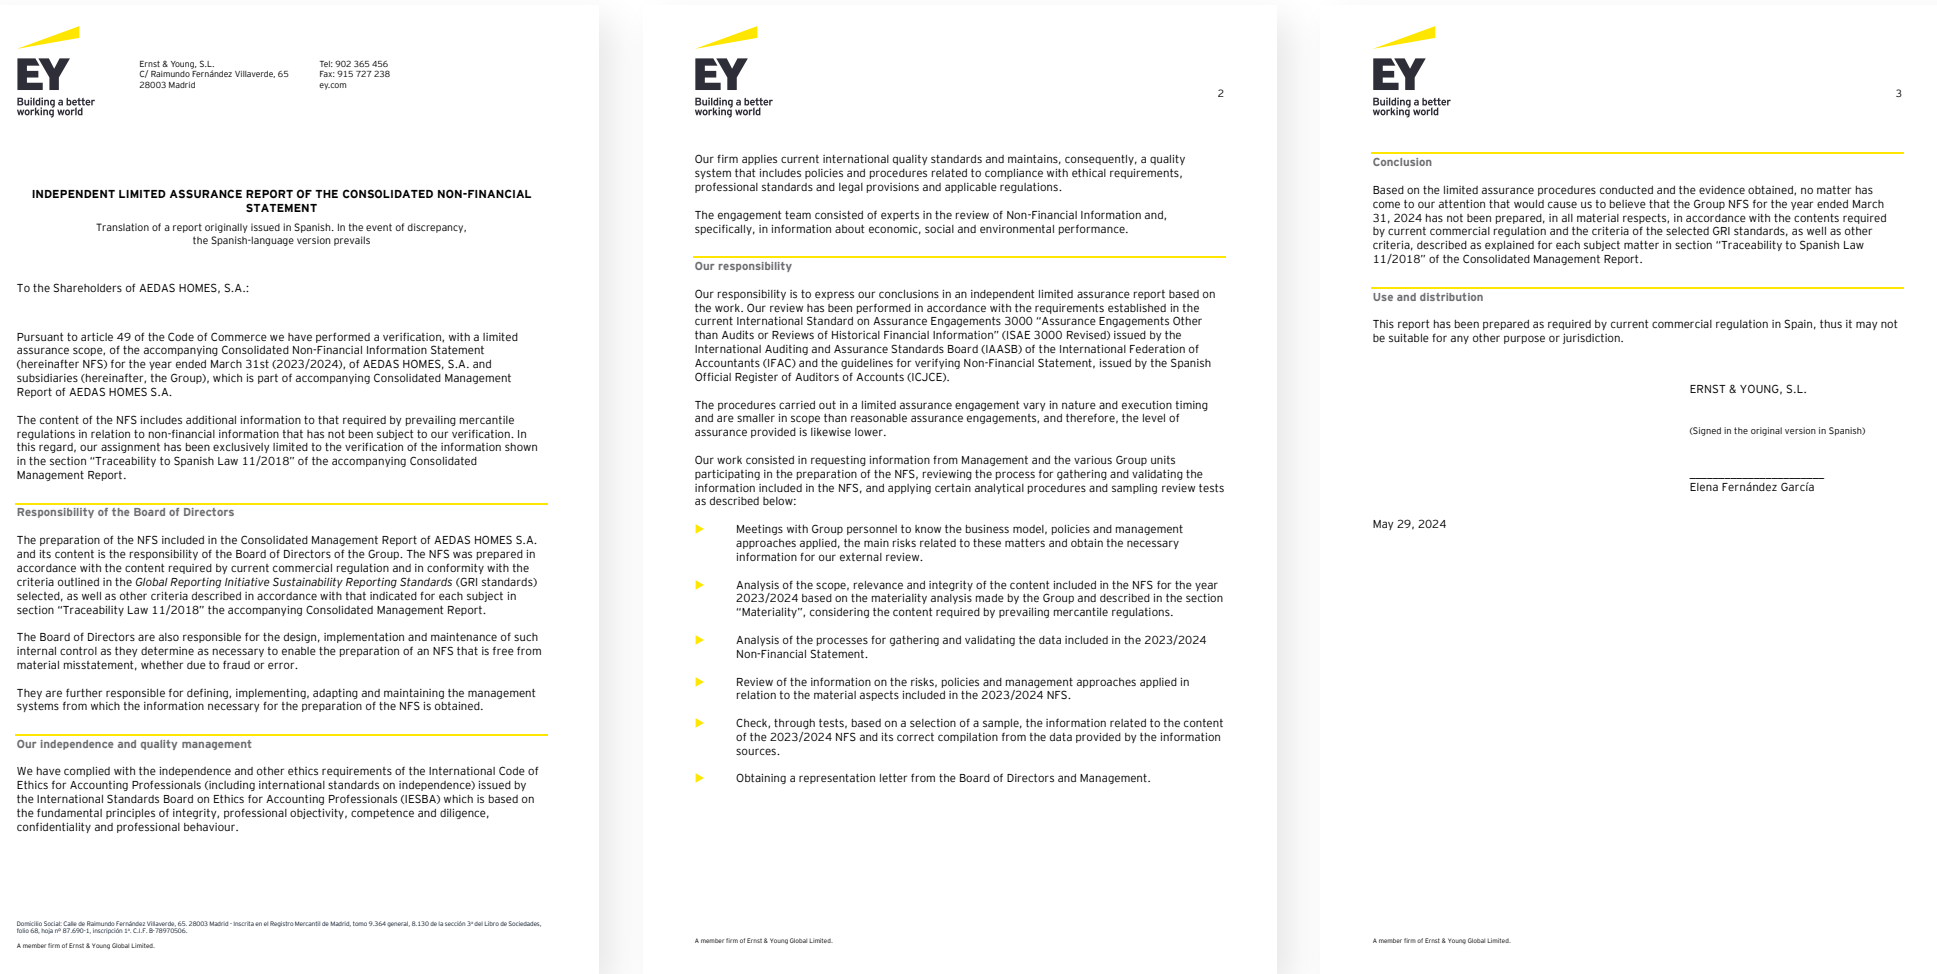 EY
Building a better
working world
Ernst & Young, S.L.
C/ Raimundo Fernández Villaverde, 65
28003 Madrid
Tel: 902 365 456
Fax: 915 727 238
ey.com
INDEPENDENT LIMITED ASSURANCE REPORT OF THE CONSOLIDATED NON-FINANCIAL
STATEMENT
Translation of a report originally issued in Spanish. In the event of discrepancy,
the Spanish-language version prevails
To the Shareholders of AEDAS HOMES, S.A.:
Pursuant to article 49 of the Code of Commerce we have performed a verification, with a limited
assurance scope, of the accompanying Consolidated Non-Financial Information Statement
(hereinafter NFS) for the year ended March 31st (2023/2024), of AEDAS HOMES, S.A. and
subsidiaries (hereinafter, the Group), which is part of accompanying Consolidated Management
Report of AEDAS HOMES S.A.
The content of the NFS includes additional information to that required by prevailing mercantile
regulations in relation to non-financial information that has not been subject to our verification. In
this regard, our assignment has been exclusively limited to the verification of the information shown
in the section "Traceability to Spanish Law 11/2018" of the accompanying Consolidated
Management Report.
Responsibility of the Board of Directors
The preparation of the NFS included in the Consolidated Management Report of AEDAS HOMES S.A.
and its content is the responsibility of the Board of Directors of the Group. The NFS was prepared in
accordance with the content required by current commercial regulation and in conformity with the
criteria outlined in the Global Reporting Initiative Sustainability Reporting Standards (GRI standards)
selected, as well as other criteria described in accordance with that indicated for each subject in
section "Traceability Law 11/2018" the accompanying Consolidated Management Report.
The Board of Directors are also responsible for the design, implementation and maintenance of such
internal control as they determine as necessary to enable the preparation of an NFS that is free from
material misstatement, whether due to fraud or error.
They are further responsible for defining, implementing, adapting and maintaining the management
systems from which the information necessary for the preparation of the NFS is obtained.
Our independence and quality management
We have complied with the independence and other ethics requirements of the International Code of
Ethics for Accounting Professionals (including international standards on independence) issued by
the International Standards Board on Ethics for Accounting Professionals (IESBA) which is based on
the fundamental principles of integrity, professional objectivity, competence and diligence,
confidentiality and professional behaviour.
Domicilio Social: Calle de Raimundo Fernández Villaverde, 65. 28003 Madrid - Inscrita en el Registro Mercantil de Madrid, tomo 9.364 general, 8.130 de la sección 3ª del Libro de Sociedades,
folio 68, hoja nº 87.690-1, inscripción 1ª. C.I.F. B-78970506.
A member firm of Ernst & Young Global Limited.
EY
Building a better
working world
2
Our firm applies current international quality standards and maintains, consequently, a quality
system that includes policies and procedures related to compliance with ethical requirements,
professional standards and legal provisions and applicable regulations.
The engagement team consisted of experts in the review of Non-Financial Information and,
specifically, in information about economic, social and environmental performance.
Our responsibility
Our responsibility is to express our conclusions in an independent limited assurance report based on
the work. Our review has been performed in accordance with the requirements established in the
current International Standard on Assurance Engagements 3000 "Assurance Engagements Other
than Audits or Reviews of Historical Financial Information" (ISAE 3000 Revised) issued by the
International Auditing and Assurance Standards Board (IAASB) of the International Federation of
Accountants (IFAC) and the guidelines for verifying Non-Financial Statement, issued by the Spanish
Official Register of Auditors of Accounts (ICJCE).
The procedures carried out in a limited assurance engagement vary in nature and execution timing
and are smaller in scope than reasonable assurance engagements, and therefore, the level of
assurance provided is likewise lower.
Our work consisted in requesting information from Management and the various Group units
participating in the preparation of the NFS, reviewing the process for gathering and validating the
information included in the NFS, and applying certain analytical procedures and sampling review tests
as described below:
Meetings with Group personnel to know the business model, policies and management
approaches applied, the main risks related to these matters and obtain the necessary
information for our external review.
Analysis of the scope, relevance and integrity of the content included in the NFS for the year
2023/2024 based on the materiality analysis made by the Group and described in the section
"Materiality", considering the content required by prevailing mercantile regulations.
Analysis of the processes for gathering and validating the data included in the 2023/2024
Non-Financial Statement.
Review of the information on the risks, policies and management approaches applied in
relation to the material aspects included in the 2023/2024 NFS.
Check, through tests, based on a selection of a sample, the information related to the content
of the 2023/2024 NFS and its correct compilation from the data provided by the information
sources.
Obtaining a representation letter from the Board of Directors and Management.
A member firm of Ernst & Young Global Limited.
EY
Building a better
working world
3
Conclusion
Based on the limited assurance procedures conducted and the evidence obtained, no matter has
come to our attention that would cause us to believe that the Group NFS for the year ended March
31, 2024 has not been prepared, in all material respects, in accordance with the contents required
by current commercial regulation and the criteria of the selected GRI standards, as well as other
criteria, described as explained for each subject matter in section "Traceability to Spanish Law
11/2018" of the Consolidated Management Report.
Use and distribution
This report has been prepared as required by current commercial regulation in Spain, thus it may not
be suitable for any other purpose or jurisdiction.
ERNST & YOUNG, S.L.
(Signed in the original version in Spanish)
Elena Fernández García
May 29, 2024
A member firm of Ernst & Young Global Limited.